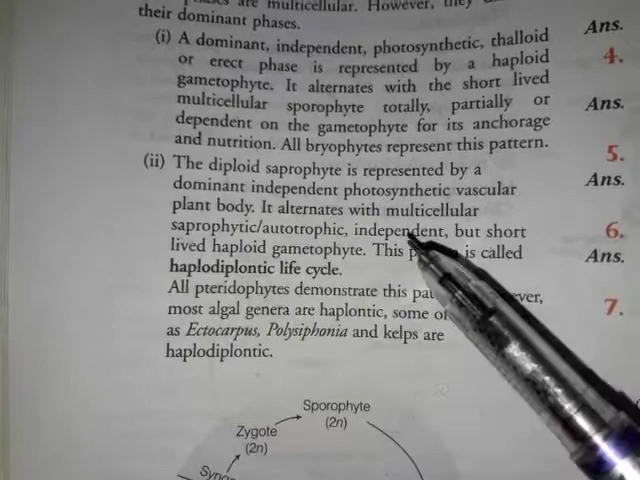 are multicellular. However, they
their dominant phases.
(i) A dominant, independent, photosynthetic, thalloid
or erect phase is represented by a haploid
gametophyte. It alternates with the short lived
multicellular sporophyte totally, partially or
dependent on the gametophyte for its anchorage
and nutrition. All bryophytes represent this pattern.
(ii) The diploid saprophyte is represented by a
dominant independent photosynthetic vascular
plant body. It alternates with multicellular
saprophytic/autotrophic, independent, but short
lived haploid gametophyte. This is called
haplodiplontic life cycle.
All pteridophytes demonstrate this
most algal genera are haplontic, some
as Ectocarpus, Polysiphonia and kelps are
haplodiplontic.
Sporophyte
(2n)
Zygote
(2n)
Ans.
4.
Ans.
5.
Ans.
6.
Ans.
7.